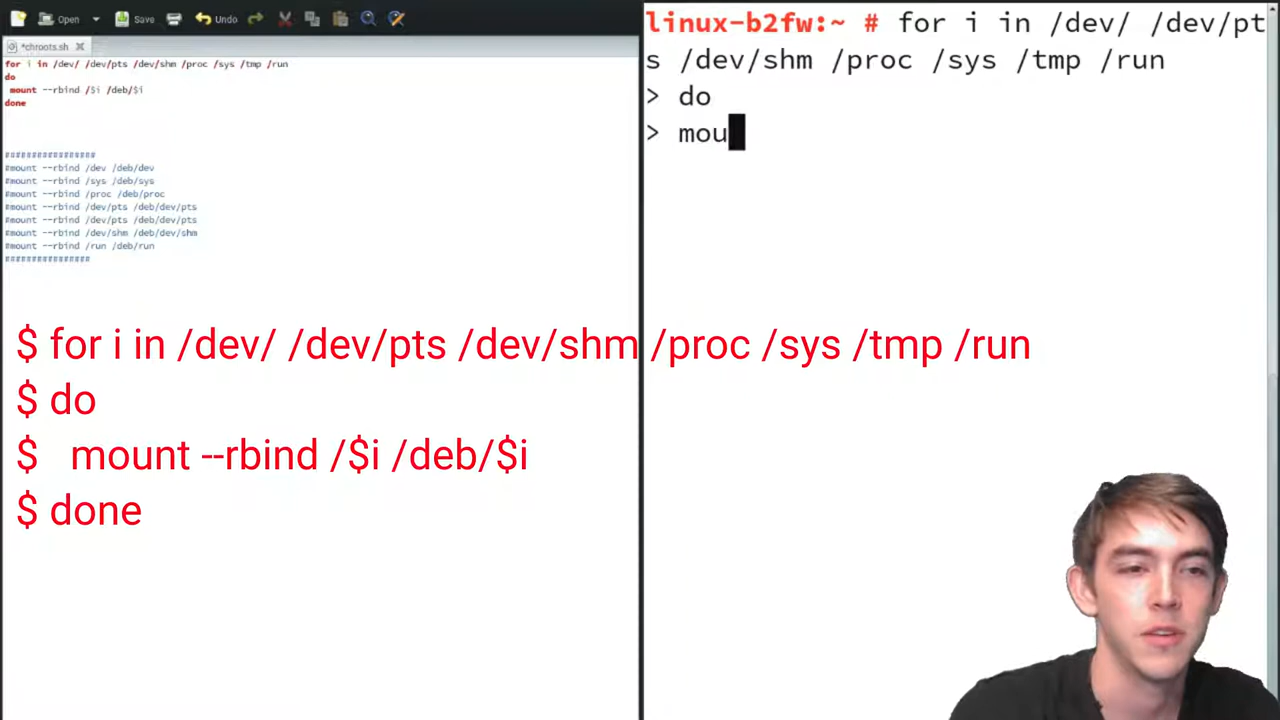 Open
Save
Undo
*chroots.sh
for i in /dev/ /dev/pts /dev/shm /proc /sys /tmp /run
do
mount --rbind /$i /deb/$i
done
#################
#mount --rbind /dev /deb/dev
#mount --rbind /sys /deb/sys
#mount --rbind /proc /deb/proc
#mount --rbind /dev/pts /deb/dev/pts
#mount --rbind /dev/pts /deb/dev/pts
#mount --rbind /dev/shm /deb/dev/shm
#mount --rbind /run /deb/run
################
linux-b2fw:~ # for i in /dev/ /dev/pt
s /dev/shm /proc /sys /tmp /run
> do
> mou
$ for i in /dev/ /dev/pts /dev/shm /proc /sys /tmp /run
$ do
$ mount --rbind /$i /deb/$i
$ done